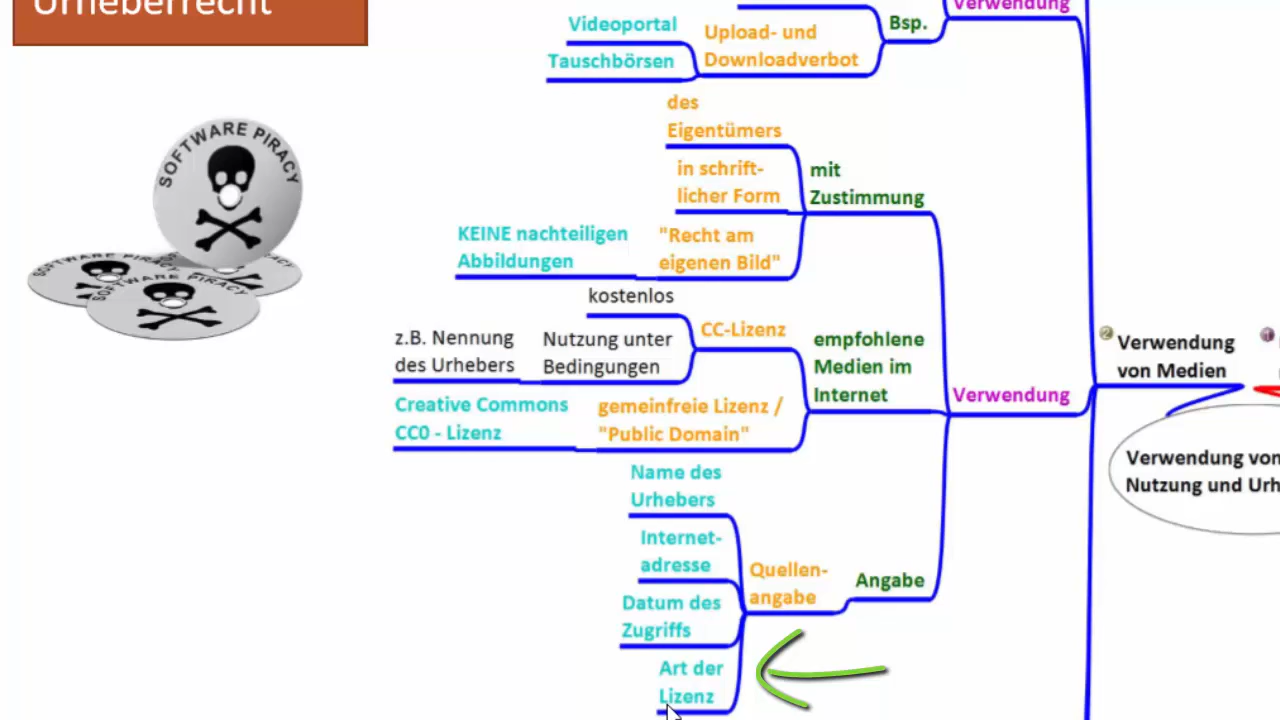 Urheberrecht
SOFTWARE PIRACY
SOFTWARE PIRACY
SOFTWARE PIRACY
Verwendung
Bsp.
Upload- und
Downloadverbot
Videoportal
Tauschbörsen
mit
Zustimmung
des
Eigentümers
in schrift-
licher Form
"Recht am
eigenen Bild"
KEINE nachteiligen
Abbildungen
Verwendung
von Medien
Verwendung
empfohlene
Medien im
Internet
CC-Lizenz
kostenlos
Nutzung unter
Bedingungen
z.B. Nennung
des Urhebers
gemeinfreie Lizenz /
"Public Domain"
Creative Commons
CC0 - Lizenz
Angabe
Quellen-
angabe
Name des
Urhebers
Internet-
adresse
Datum des
Zugriffs
Art der
Lizenz
Verwendung von
Nutzung und Urh